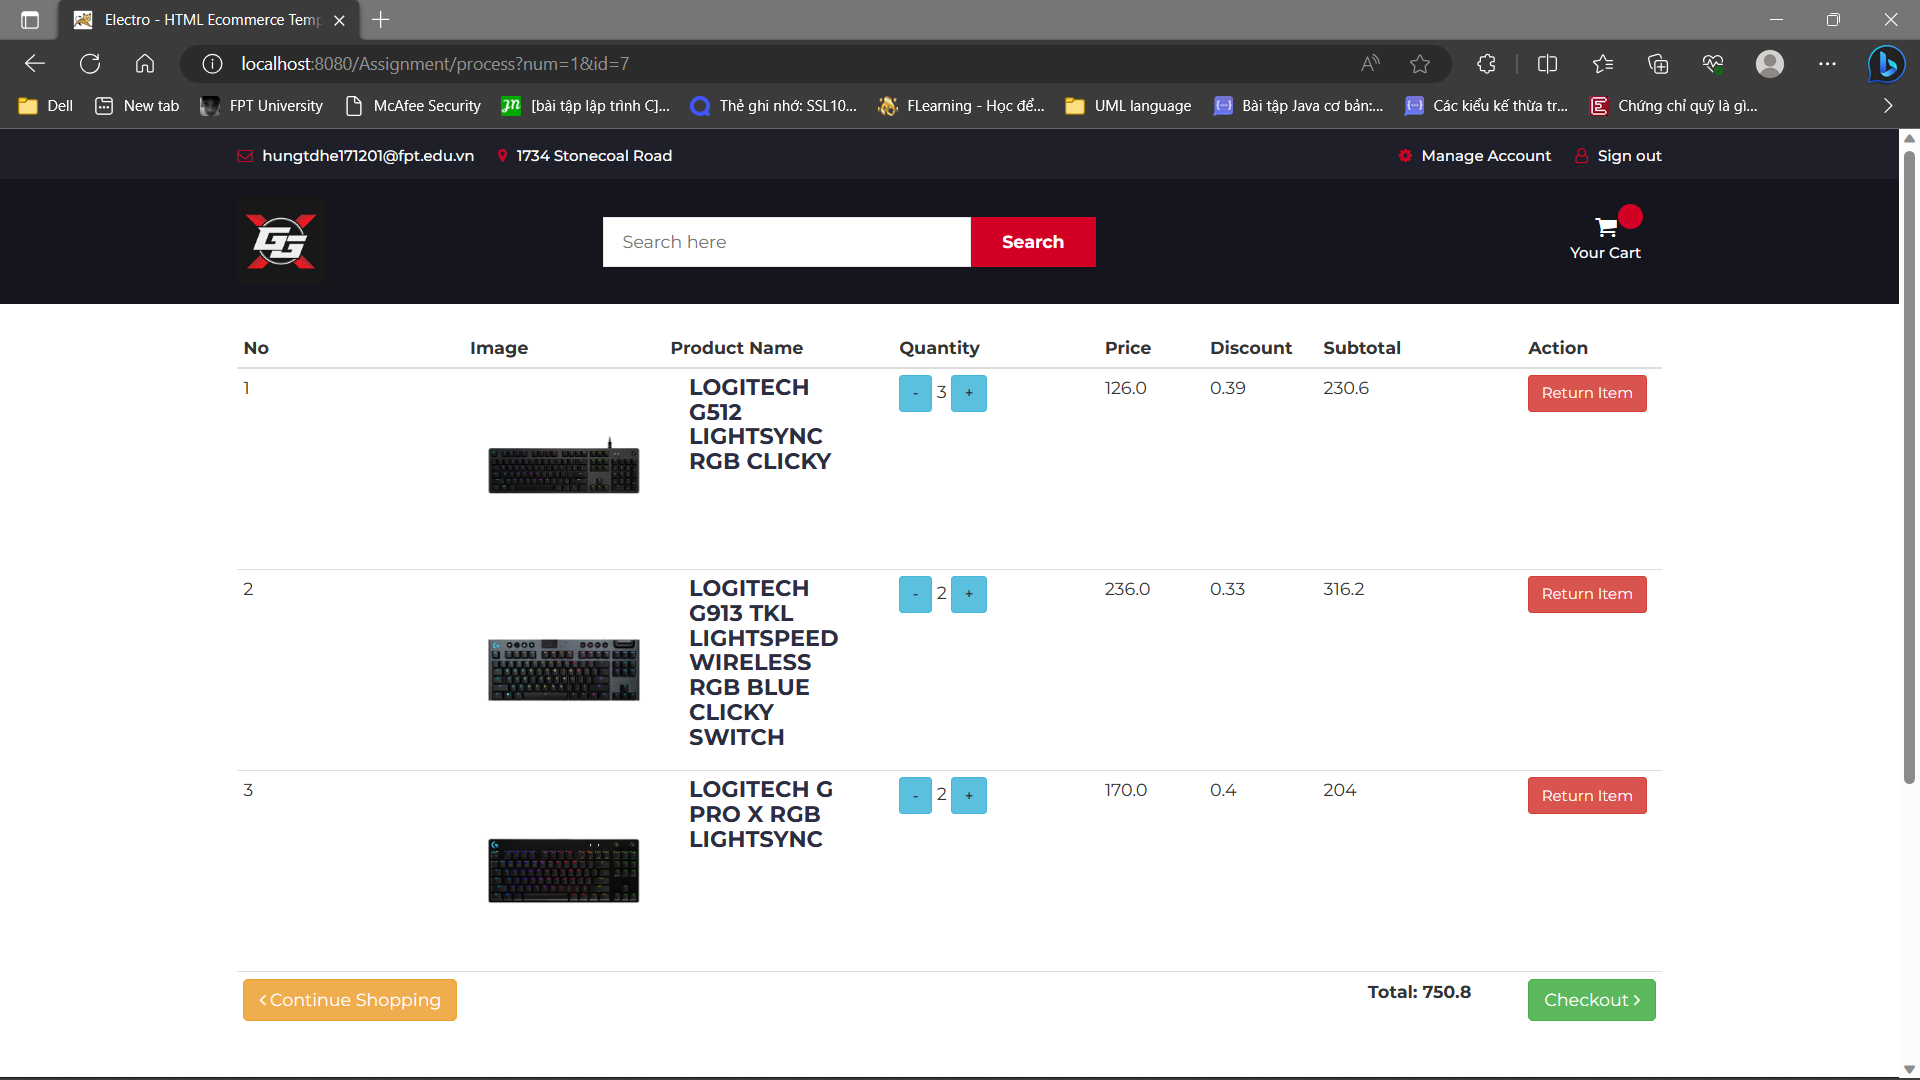 Electro - HTML Ecommerce Temp
localhost:8080/Assignment/process?num=1&id=7
Dell New tab FPT University McAfee Security [bài tập lập trình C]... Thẻ ghi nhớ: SSL10... FLearning - Học để... UML language Bài tập Java cơ bản:... Các kiểu kế thừa tr... Chứng chỉ quỹ là gì...
hungtdhe171201@fpt.edu.vn 1734 Stonecoal Road Manage Account Sign out
GG
Search here Search
Your Cart
No Image Product Name Quantity Price Discount Subtotal Action
1 LOGITECH - 3 + 126.0 0.39 230.6 Return Item
G512
LIGHTSYNC
RGB CLICKY
2 LOGITECH - 2 + 236.0 0.33 316.2 Return Item
G913 TKL
LIGHTSPEED
WIRELESS
RGB BLUE
CLICKY
SWITCH
3 LOGITECH G - 2 + 170.0 0.4 204 Return Item
PRO X RGB
LIGHTSYNC
Continue Shopping Total: 750.8 Checkout